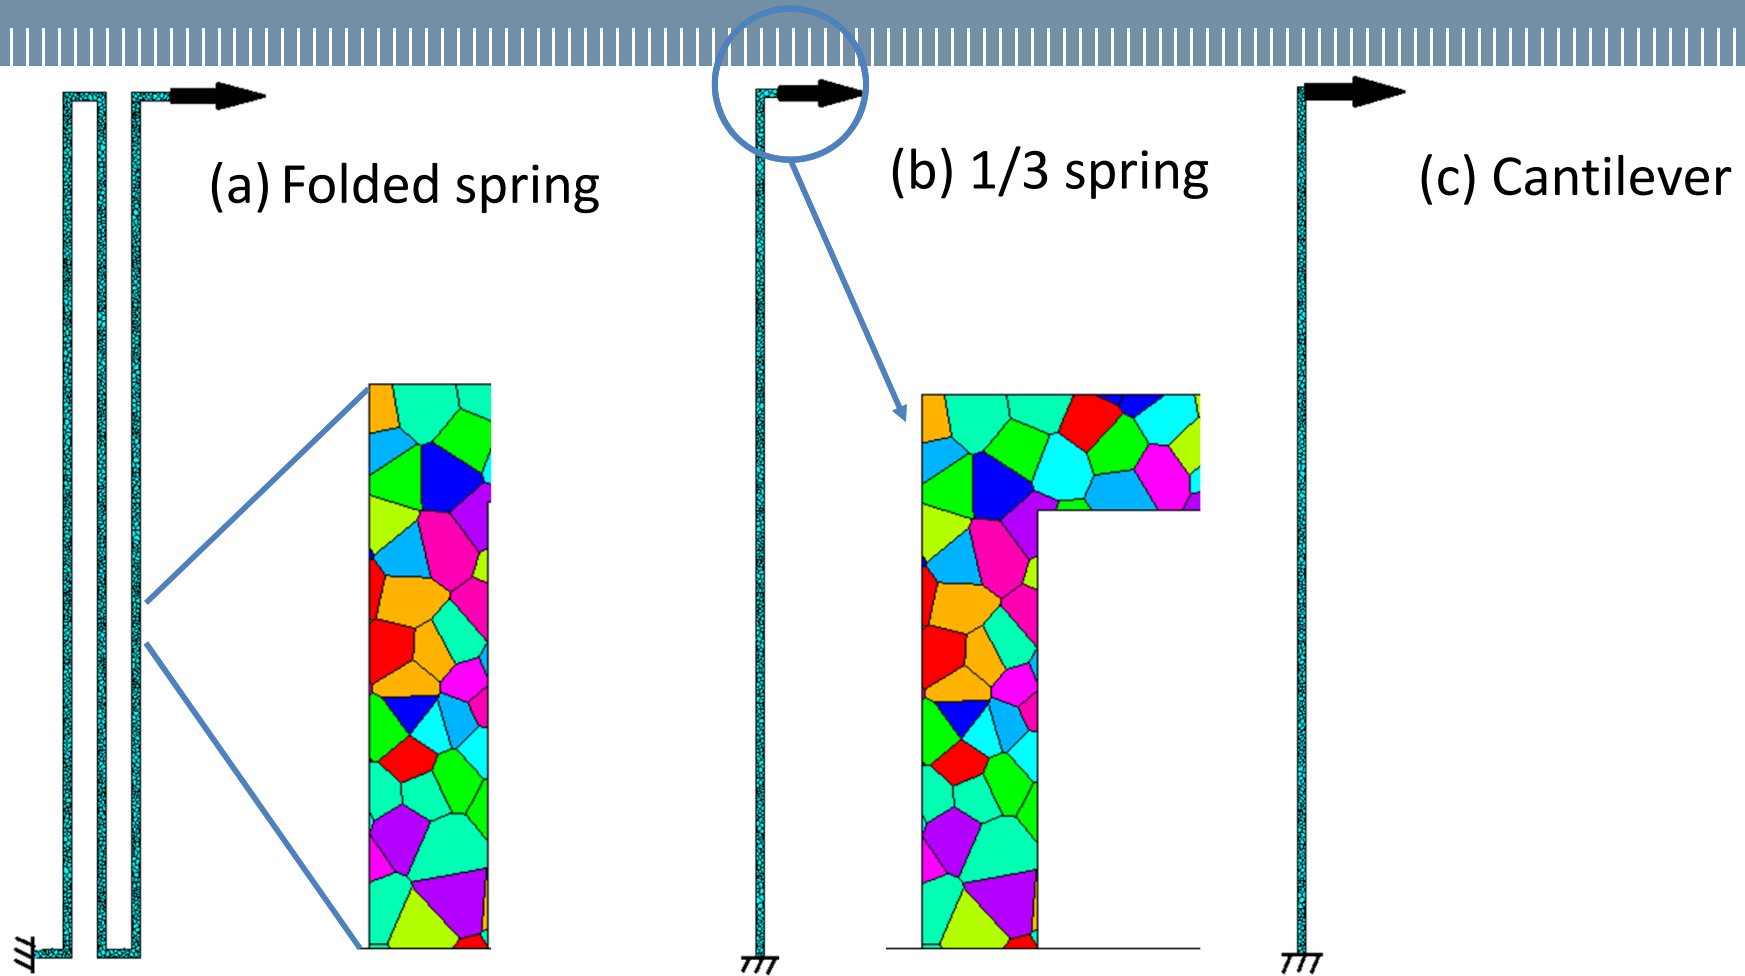 (a) Folded spring
(b) 1/3 spring
(c) Cantilever